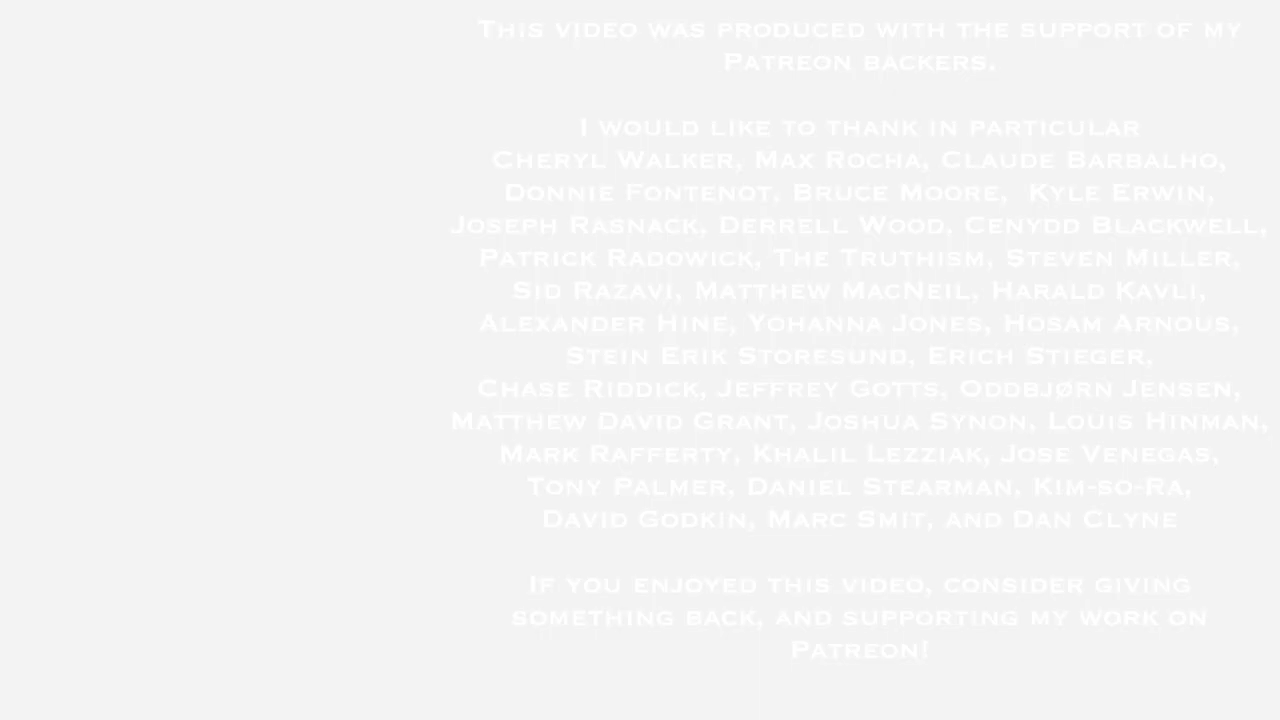 This video was produced with the support of my
Patreon backers.
I would like to thank in particular
Cheryl Walker, Max Rocha, Claude Barbalho,
Donnie Fontenot, Bruce Moore, Kyle Erwin,
Joseph Rasnack, Derrell Wood, Cenydd Blackwell,
Patrick Radowick, The Truthism, Steven Miller,
Sid Razavi, Matthew MacNeil, Harald Kavli,
Alexander Hine, Yohanna Jones, Hosam Arnous,
Stein Erik Storesund, Erich Stieger,
Chase Riddick, Jeffrey Gotts, Oddbjørn Jensen,
Matthew David Grant, Joshua Synon, Louis Hinman,
Mark Rafferty, Khalil Lezziak, Jose Venegas,
Tony Palmer, Daniel Stearman, Kim-so-Ra,
David Godkin, Marc Smit, and Dan Clyne
If you enjoyed this video, consider giving
something back, and supporting my work on
Patreon!